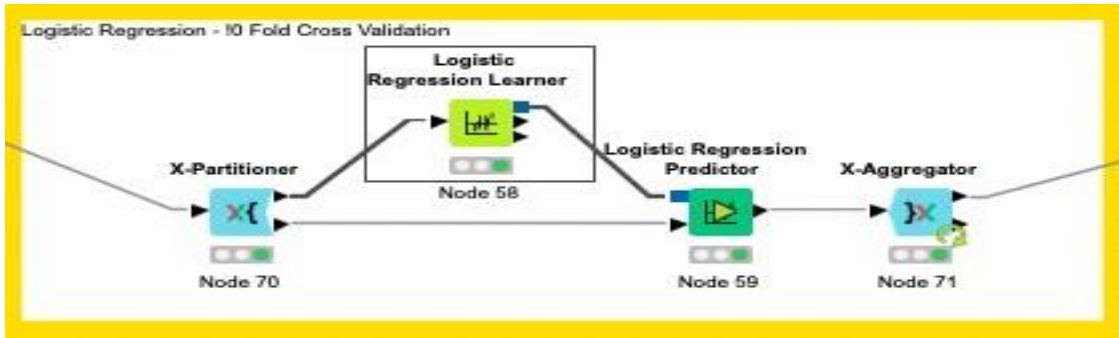 Logistic Regression - !0 Fold Cross Validation
Logistic
Regression Learner
Node 58
X-Partitioner
Node 70
Logistic Regression
Predictor
Node 59
X-Aggregator
Node 71